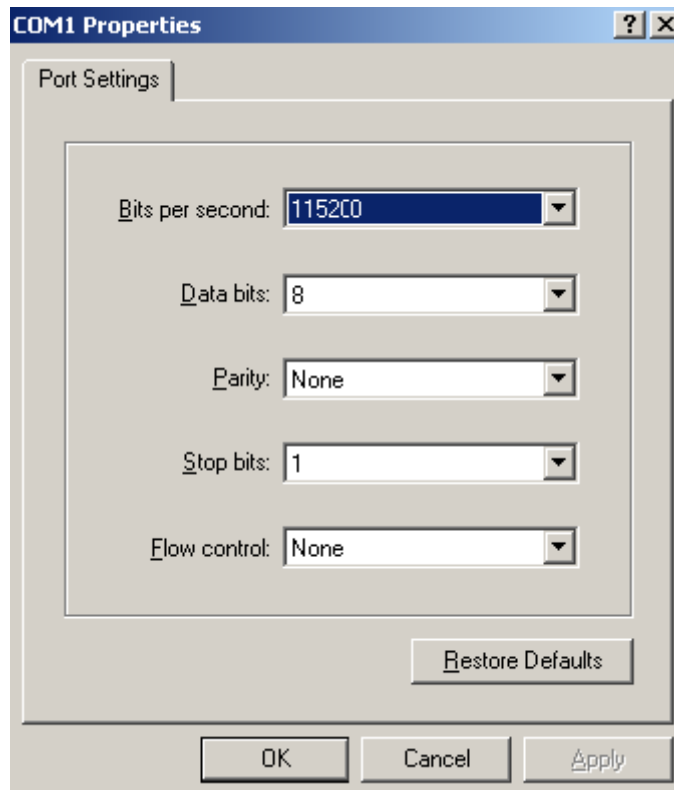 COM1 Properties
Port Settings
Bits per second: 115200
Data bits: 8
Parity: None
Stop bits: 1
Flow control: None
Restore Defaults
OK Cancel Apply